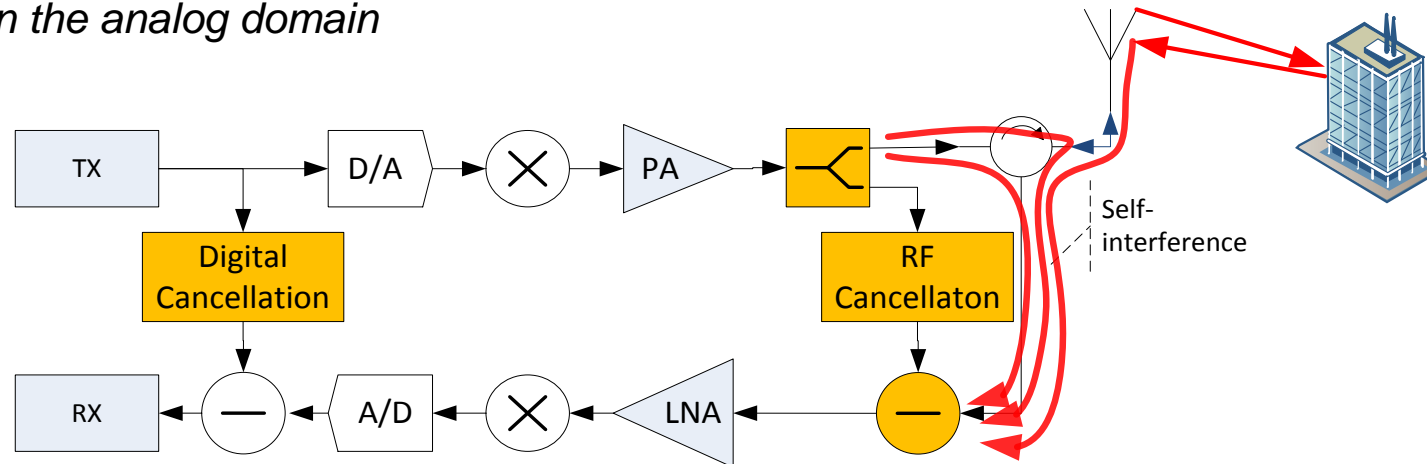 n the analog domain
TX
D/A
PA
Self-
interference
Digital
Cancellation
RF
Cancellaton
RX
A/D
LNA